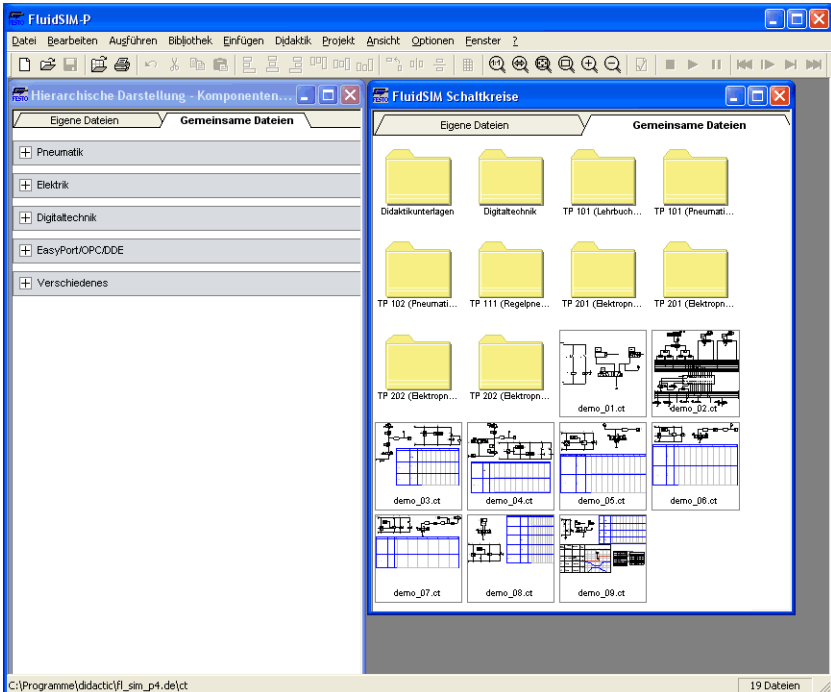 FluidSIM-P
Datei Bearbeiten Ausführen Bibliothek Einfügen Didaktik Projekt Ansicht Optionen Fenster ?
Hierarchische Darstellung - Komponenten...
Eigene Dateien Gemeinsame Dateien
Pneumatik
Elektrik
Digitaltechnik
EasyPort/OPC/DDE
Verschiedenes
FluidSIM Schaltkreise
Eigene Dateien Gemeinsame Dateien
Didaktikunterlagen Digitaltechnik TP 101 (Lehrbuch... TP 101 (Pneumati...
TP 102 (Pneumati... TP 111 (Regelpne... TP 201 (Elektropn... TP 201 (Elektropn...
TP 202 (Elektropn... TP 202 (Elektropn... demo_01.ct demo_02.ct
demo_03.ct demo_04.ct demo_05.ct demo_06.ct
demo_07.ct demo_08.ct demo_09.ct
C:\Programme\didactic\fl_sim_p4.de\ct 19 Dateien